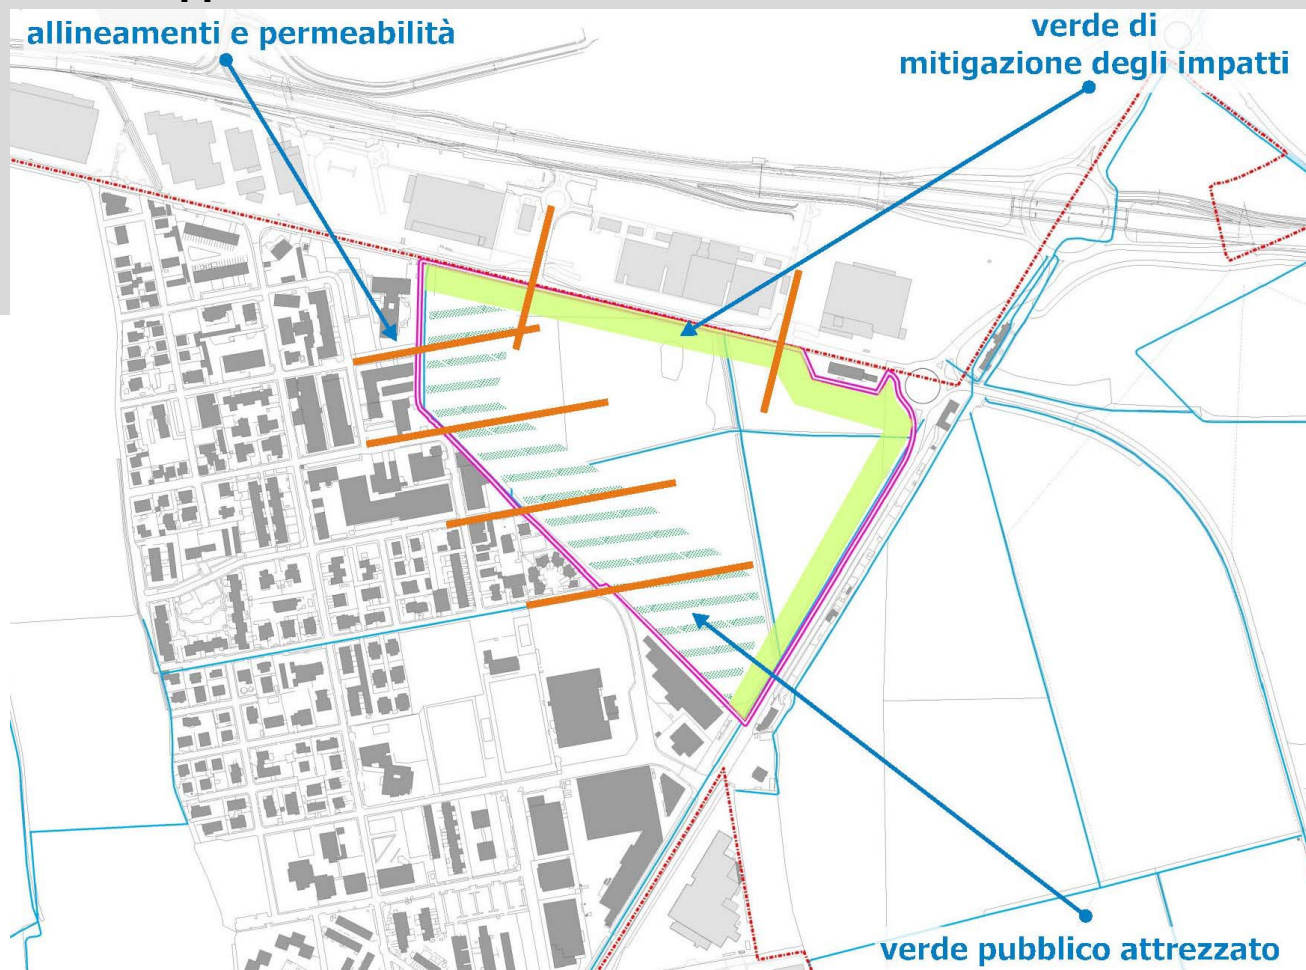 allineamenti e permeabilità
verde di
mitigazione degli impatti
verde pubblico attrezzato